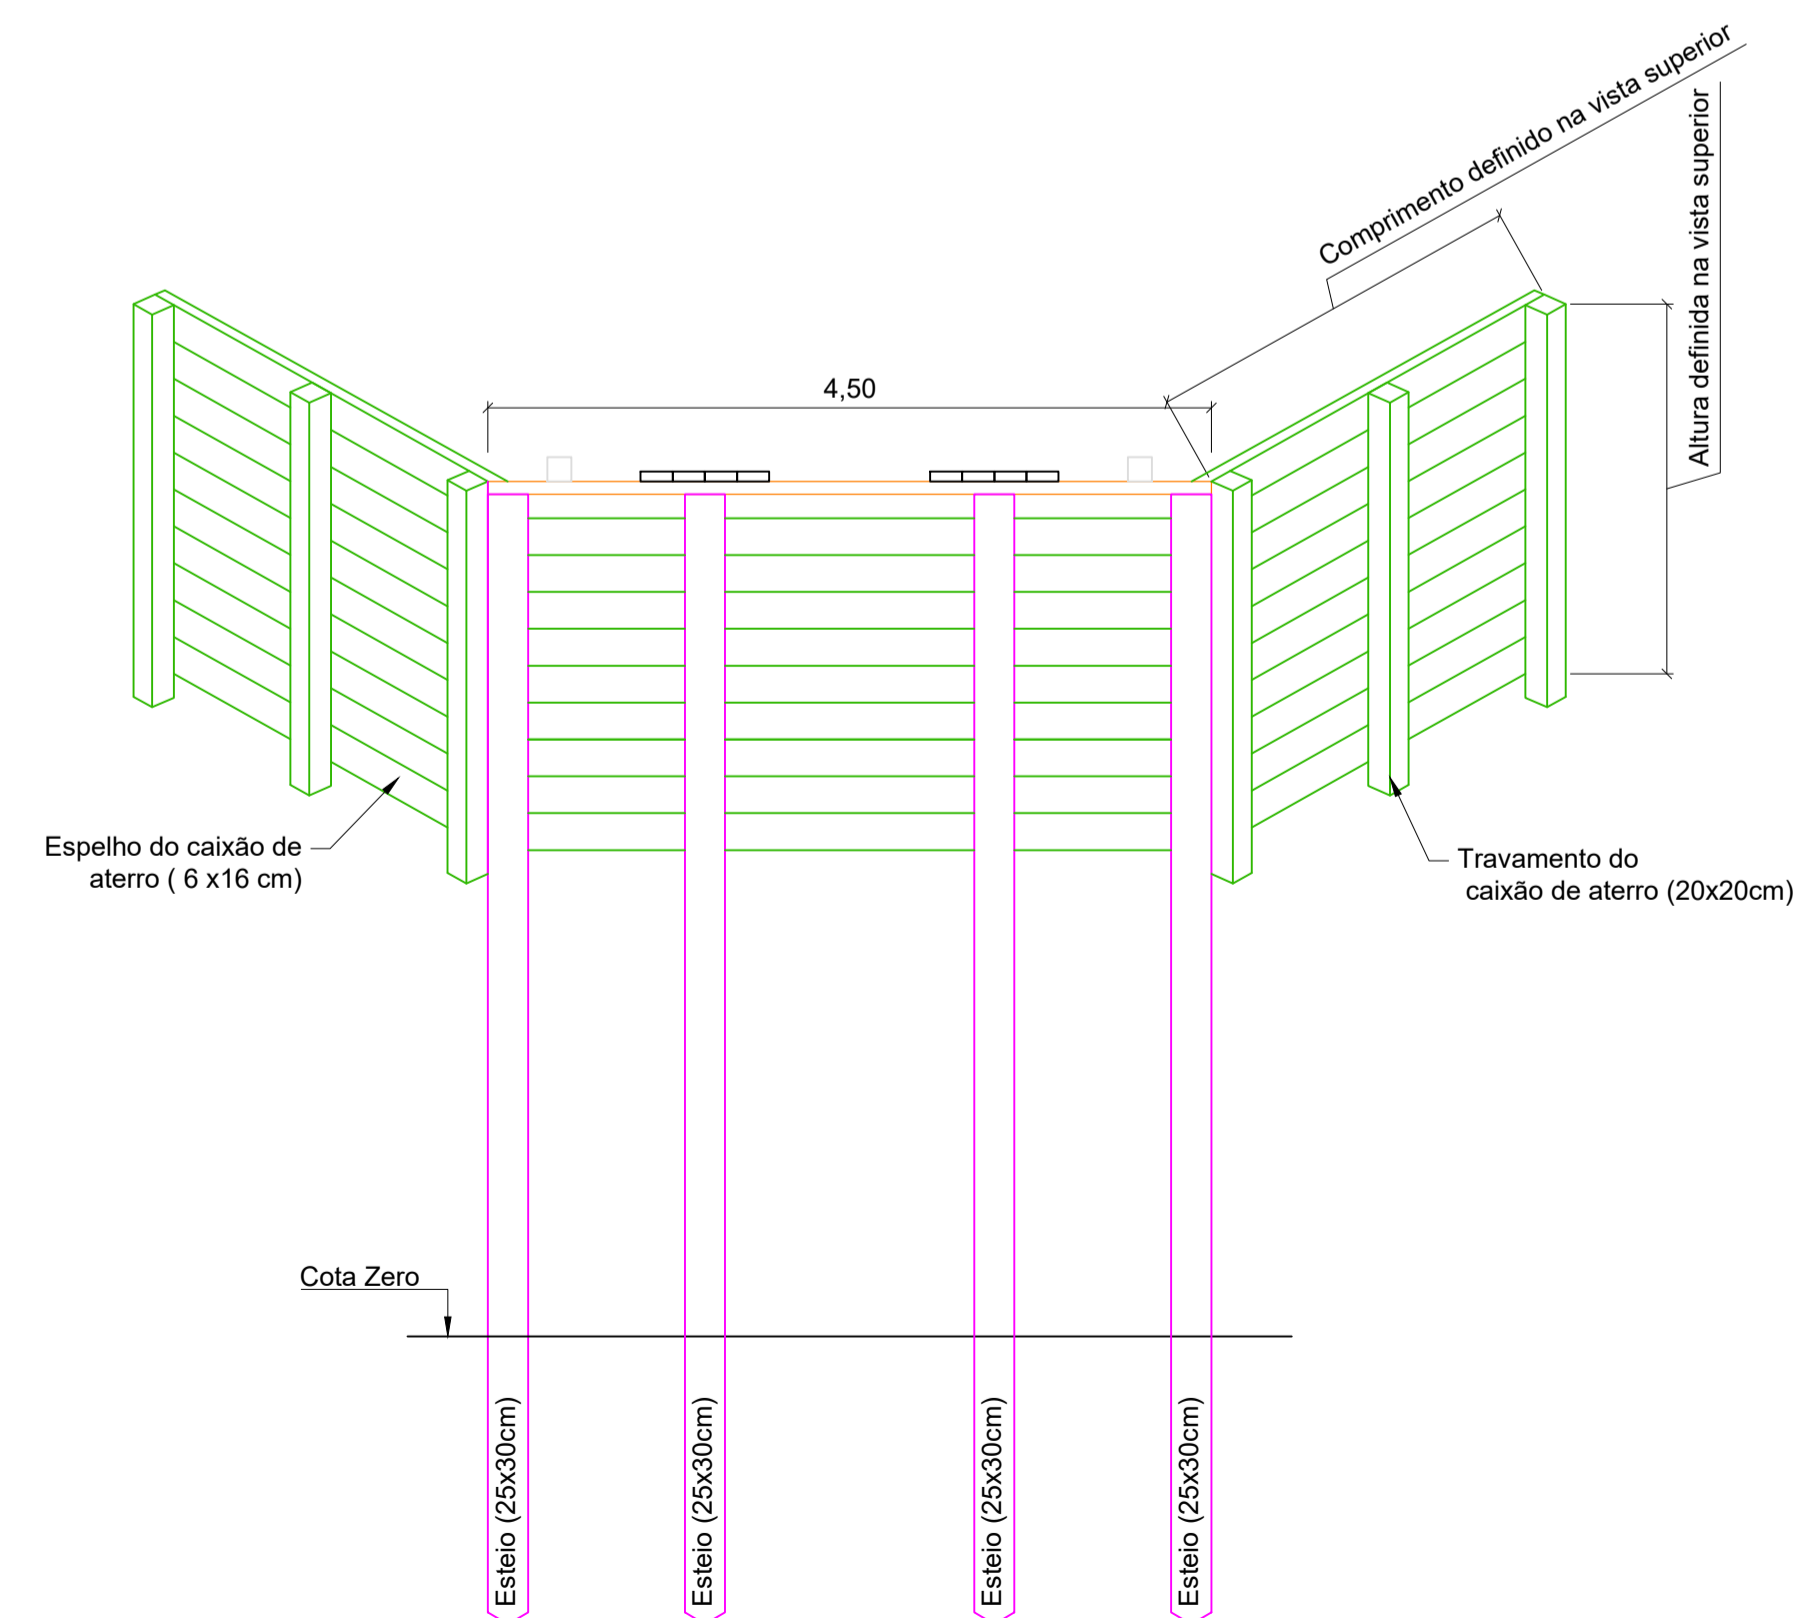 Comprimento definido na vista superior
Altura definida na vista superior
4,50
Espelho do caixão de
aterro ( 6 x16 cm)
Travamento do
caixão de aterro (20x20cm)
Cota Zero
Esteio (25x30cm)
Esteio (25x30cm)
Esteio (25x30cm)
Esteio (25x30cm)